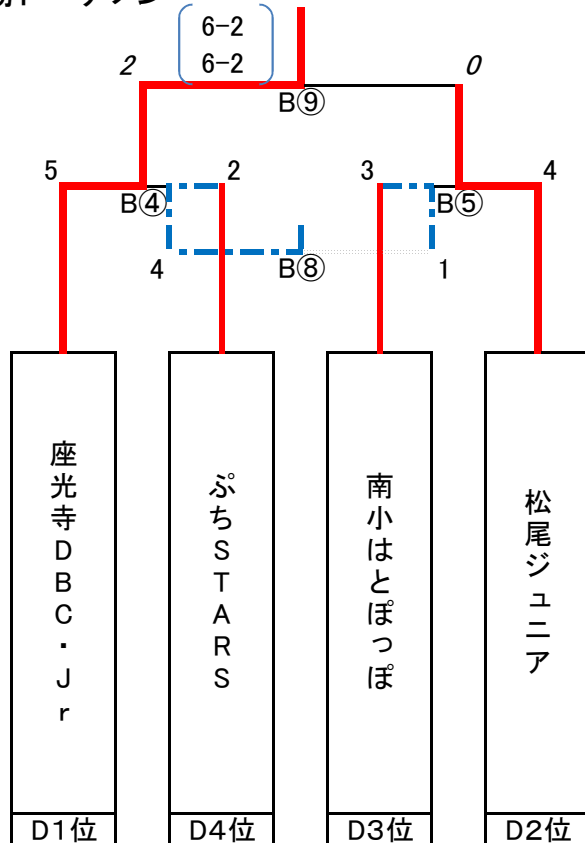 6-2
6-2
2
0
B⑨
5
2
3
4
B④
B⑤
4
B⑧
1
座光寺DBC・Jr
ぷちSTARS
南小はとぽっぽ
松尾ジュニア
D1位
D4位
D3位
D2位